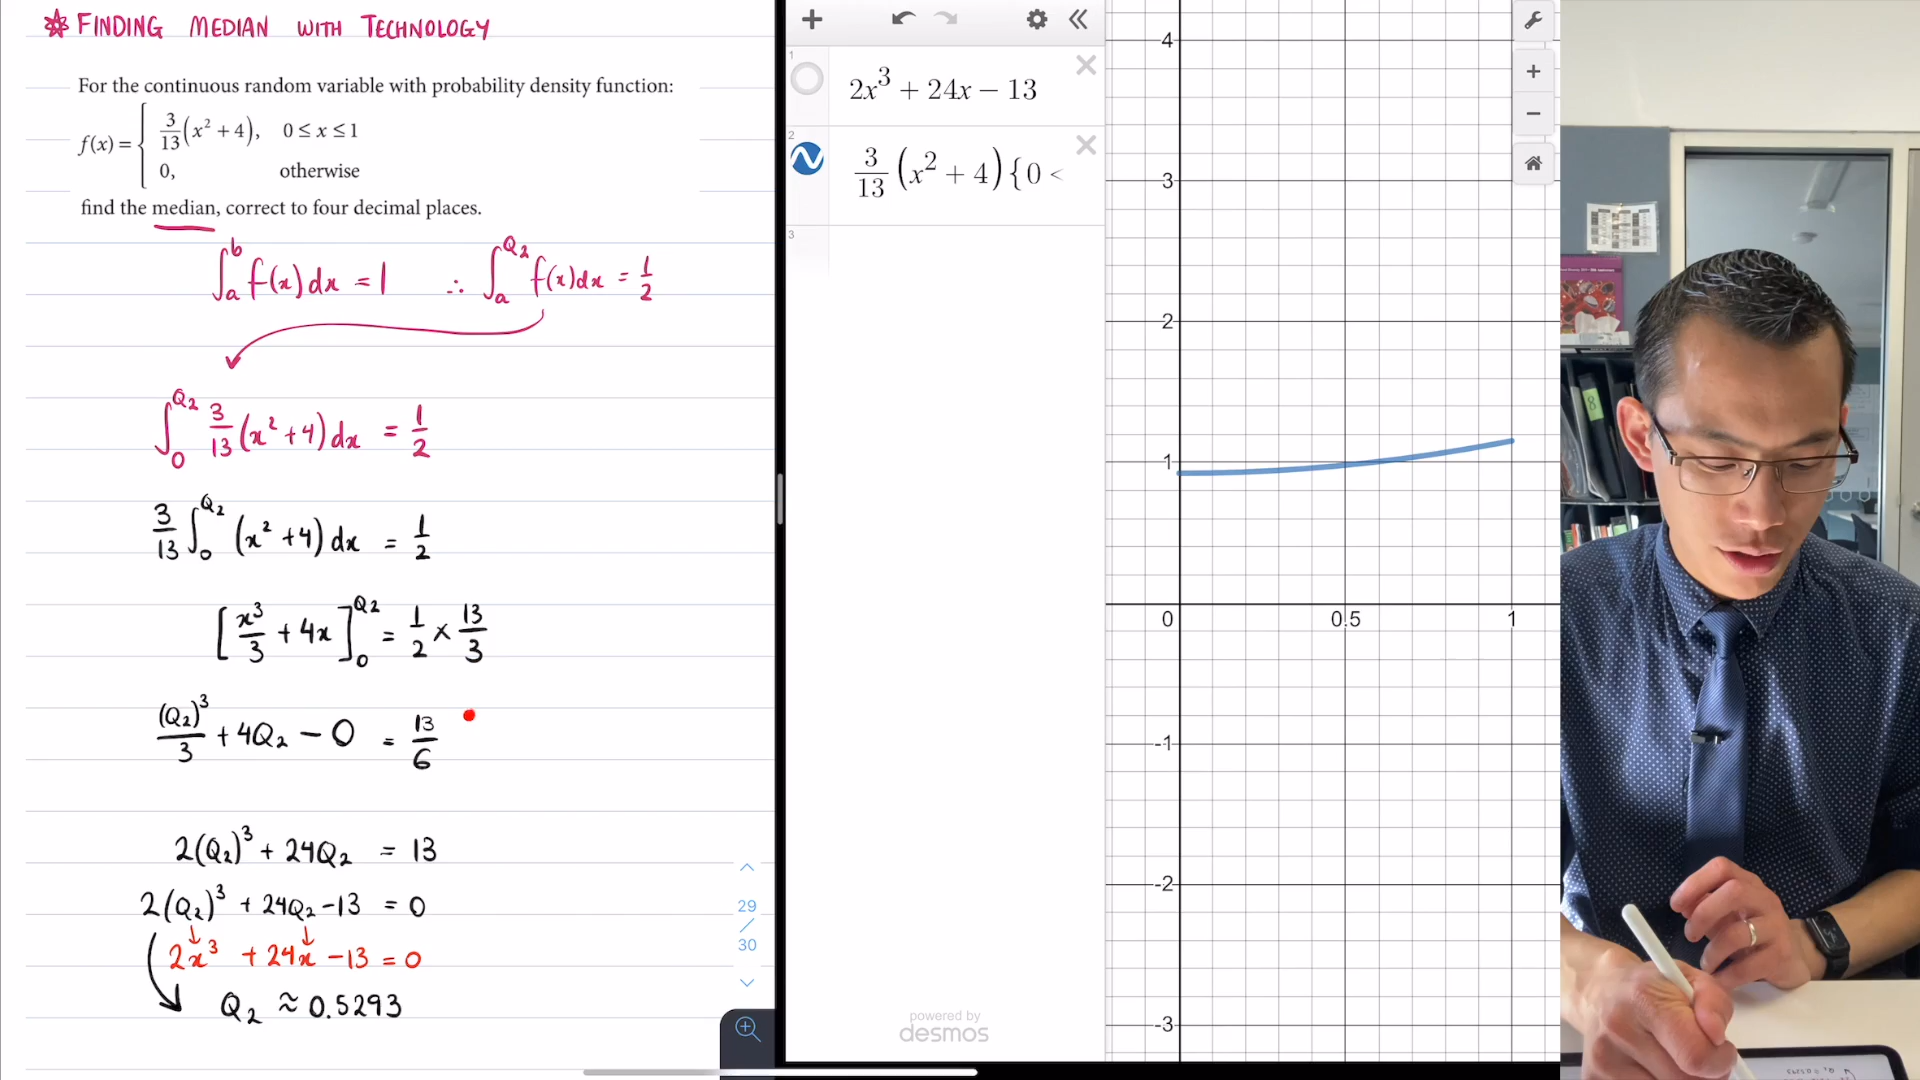 * FINDING MEDIAN WITH TECHNOLOGY
For the continuous random variable with probability density function:
f(x) = { 3/13 (x² + 4), 0 ≤ x ≤ 1
0, otherwise
find the median, correct to four decimal places.
∫_a^b f(x) dx = 1 ∴ ∫_a^Q₂ f(x) dx = 1/2
∫_0^Q₂ 3/13 (x² + 4) dx = 1/2
3/13 ∫_0^Q₂ (x² + 4) dx = 1/2
[x³/3 + 4x]_0^Q₂ = 1/2 × 13/3
(Q₂)³/3 + 4Q₂ − 0 = 13/6
2(Q₂)³ + 24Q₂ = 13
2(Q₂)³ + 24Q₂ − 13 = 0
2x³ + 24x − 13 = 0
Q₂ ≈ 0.5293
29
/
30
1
2x³ + 24x − 13
2
3/13 (x² + 4) {0 <
3
powered by
desmos
4
3
2
1
0 0.5 1
-1
-2
-3
8